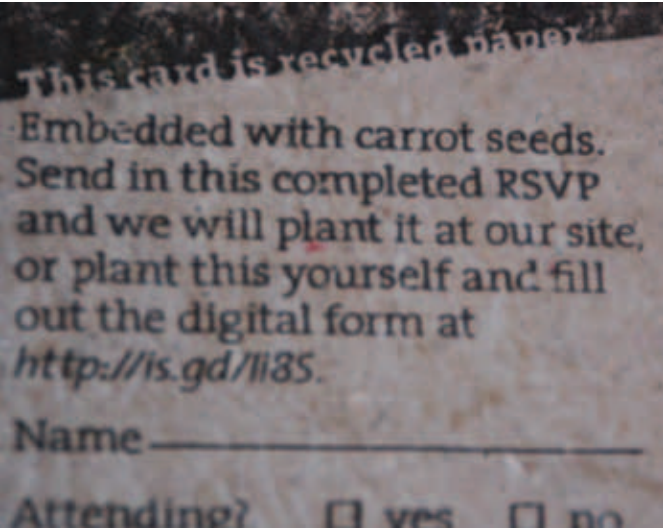 This card is recycled paper
Embedded with carrot seeds.
Send in this completed RSVP
and we will plant it at our site,
or plant this yourself and fill
out the digital form at
http://is.gd/Ii8S.
Name
Attending? yes no